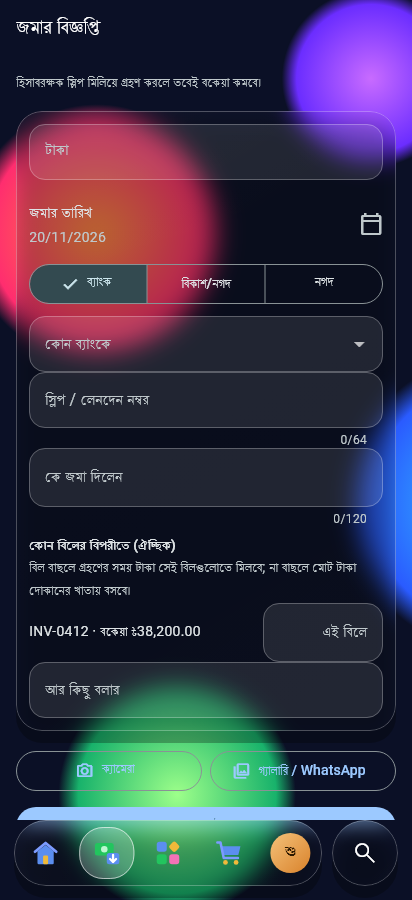 জমার বিজ্ঞপ্তি
হিসাবরক্ষক স্লিপ মিলিয়ে গ্রহণ করলে তবেই বকেয়া কমবে।
টাকা
জমার তারিখ
20/11/2026
ব্যাংক
বিকাশ/নগদ
নগদ
কোন ব্যাংকে
স্লিপ / লেনদেন নম্বর
0/64
কে জমা দিলেন
0/120
কোন বিলের বিপরীতে (ঐচ্ছিক)
বিল বাছলে গ্রহণের সময় টাকা সেই বিলগুলোতে মিলবে; না বাছলে মোট টাকা
দোকানের খাতায় বসবে।
INV-0412 · বকেয়া ৳38,200.00
এই বিলে
আর কিছু বলার
ক্যামেরা
গ্যালারি / WhatsApp
শু